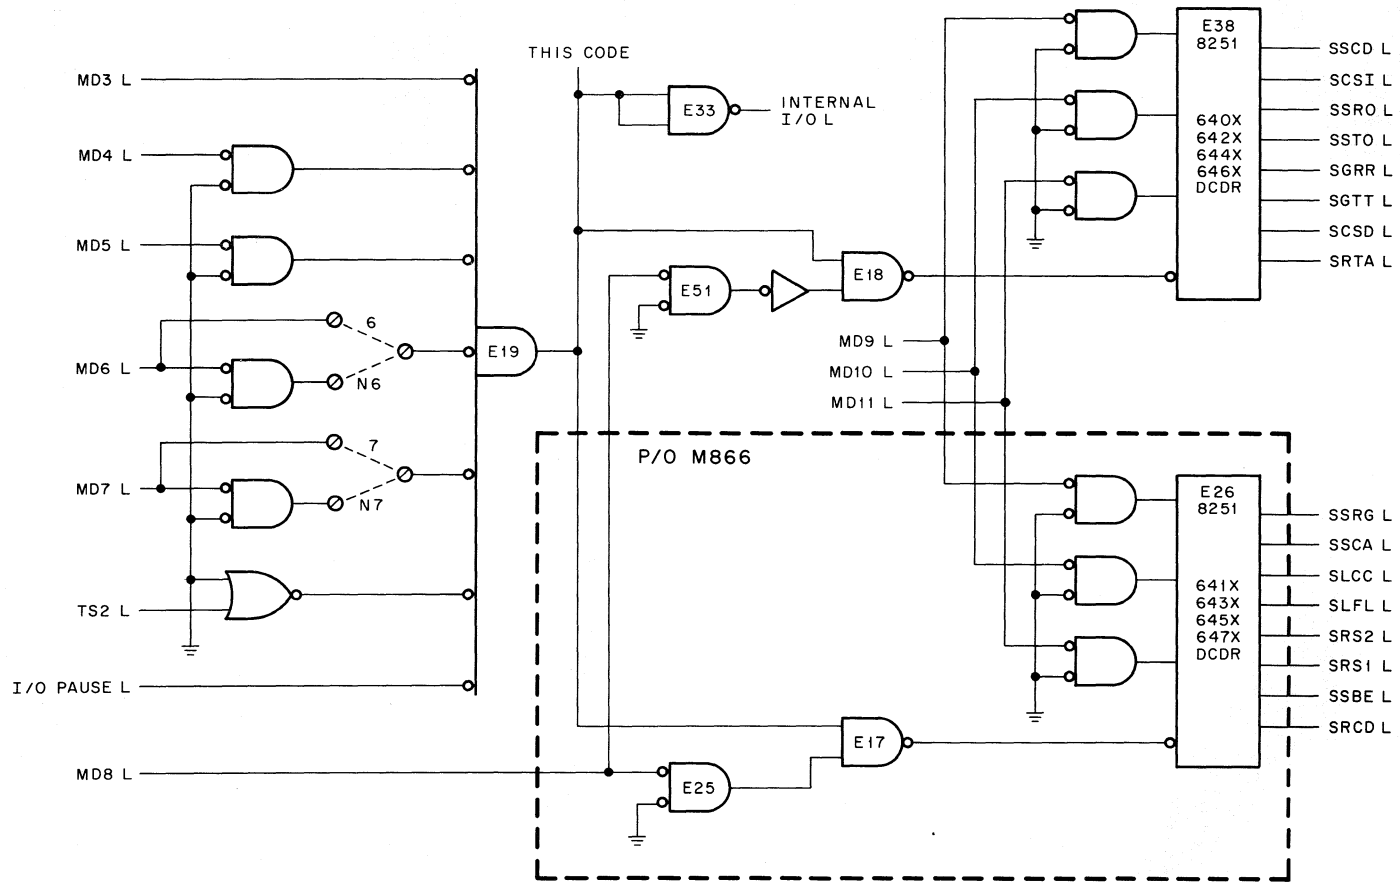 THIS CODE
MD3 L
MD4 L
MD5 L
MD6 L
6
N6
MD7 L
7
N7
TS2 L
I/O PAUSE L
MD8 L
E19
E33
INTERNAL
I/O L
E51
E18
MD9 L
MD10 L
MD11 L
E38
8251
640X
642X
644X
646X
DCDR
SSCD L
SCSI L
SSRO L
SSTO L
SGRR L
SGTT L
SCSD L
SRTA L
P/O M866
E25
E17
E26
8251
641X
643X
645X
647X
DCDR
SSRG L
SSCA L
SLCC L
SLFL L
SRS2 L
SRS1 L
SSBE L
SRCD L